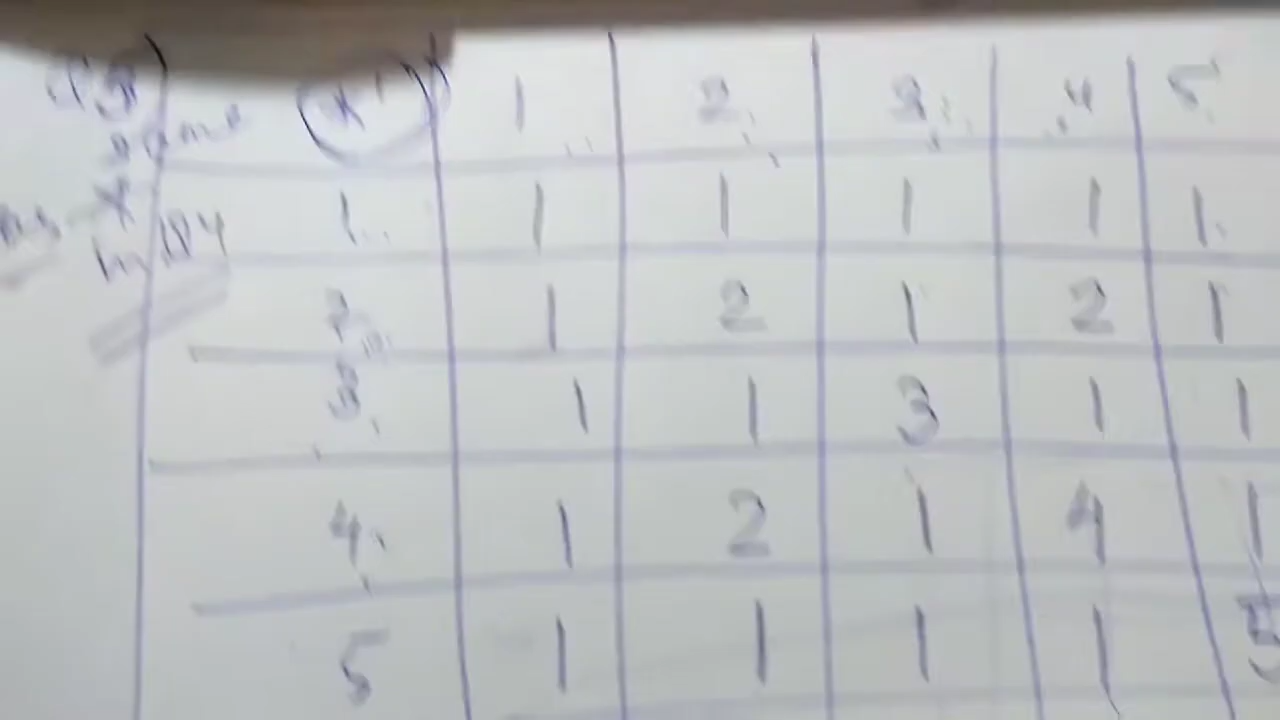 same (*') 1 2 3 4 5
1 1 1 1 1 1
2 1 2 1 2 1
3 1 1 3 1 1
4 1 2 1 4 1
5 1 1 1 1 5